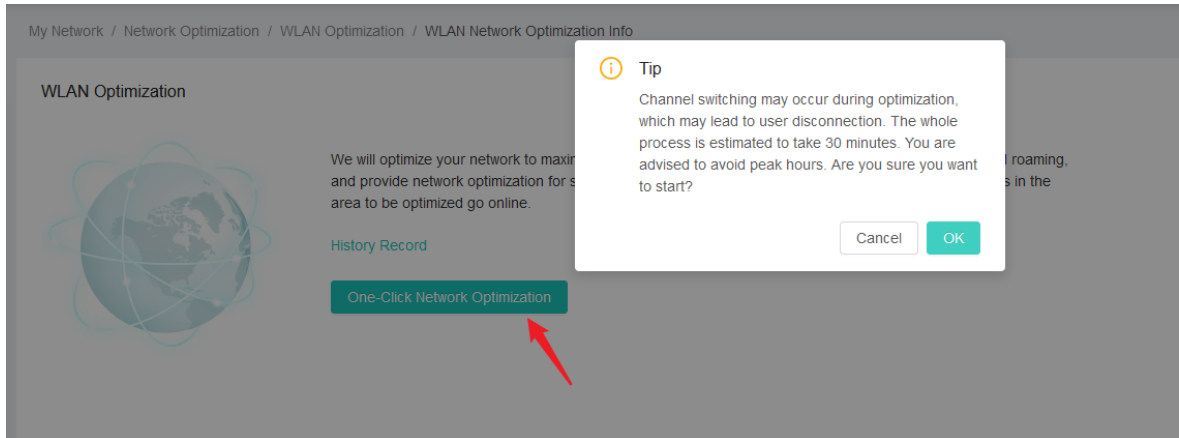 My Network / Network Optimization / WLAN Optimization / WLAN Network Optimization Info
WLAN Optimization
We will optimize your network to maxir
and provide network optimization for s
area to be optimized go online.
l roaming,
s in the
History Record
One-Click Network Optimization
Tip
Channel switching may occur during optimization,
which may lead to user disconnection. The whole
process is estimated to take 30 minutes. You are
advised to avoid peak hours. Are you sure you want
to start?
Cancel OK